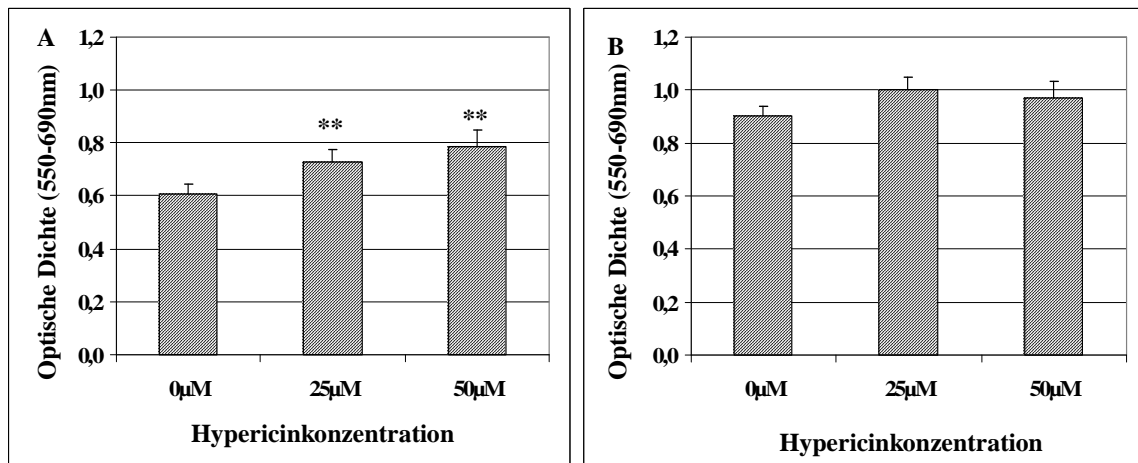 A
Optische Dichte (550-690nm)
1,2
1,0
0,8
0,6
0,4
0,2
0,0
**
**
0µM
25µM
50µM
Hypericinkonzentration
B
Optische Dichte (550-690nm)
1,2
1,0
0,8
0,6
0,4
0,2
0,0
0µM
25µM
50µM
Hypericinkonzentration